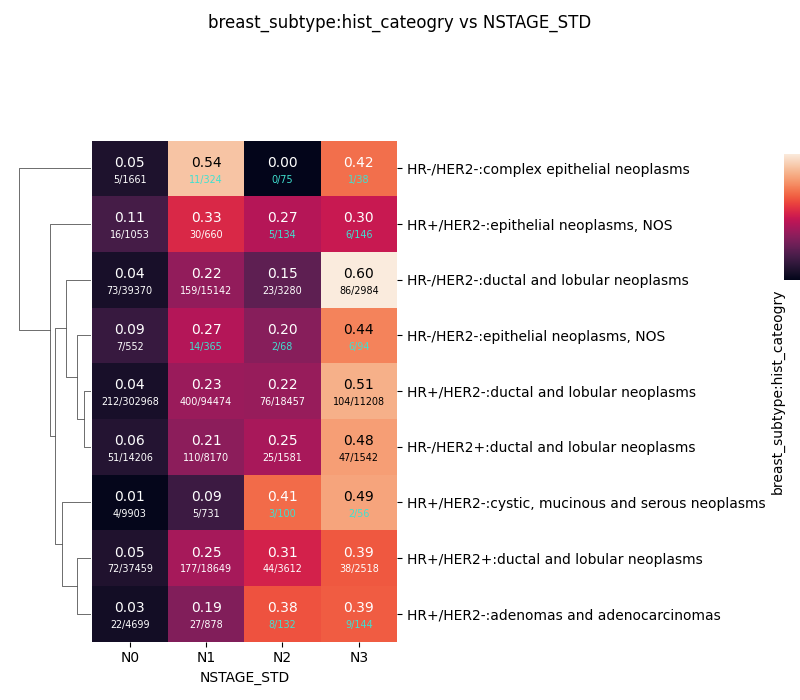 breast_subtype:hist_cateogry vs NSTAGE_STD
0.05 0.54 0.00 0.42 HR-/HER2-:complex epithelial neoplasms
5/1661 11/324 0/75 1/38
0.11 0.33 0.27 0.30 HR+/HER2-:epithelial neoplasms, NOS
16/1053 30/660 5/134 6/146
0.04 0.22 0.15 0.60 HR-/HER2-:ductal and lobular neoplasms
73/39370 159/15142 23/3280 86/2984
0.09 0.27 0.20 0.44 HR-/HER2-:epithelial neoplasms, NOS
7/552 14/365 2/68
0.04 0.23 0.22 0.51 HR+/HER2-:ductal and lobular neoplasms
212/302968 400/94474 76/18457 104/11208
0.06 0.21 0.25 0.48 HR-/HER2+:ductal and lobular neoplasms
51/14206 110/8170 25/1581 47/1542
0.01 0.09 0.41 0.49 HR+/HER2-:cystic, mucinous and serous neoplasms
4/9903 5/731 3/100
0.05 0.25 0.31 0.39 HR+/HER2+:ductal and lobular neoplasms
72/37459 177/18649 44/3612 38/2518
0.03 0.19 0.38 0.39 HR+/HER2-:adenomas and adenocarcinomas
22/4699 27/878 8/132 9/144
N0 N1 N2 N3
NSTAGE_STD
breast_subtype:hist_cateogry